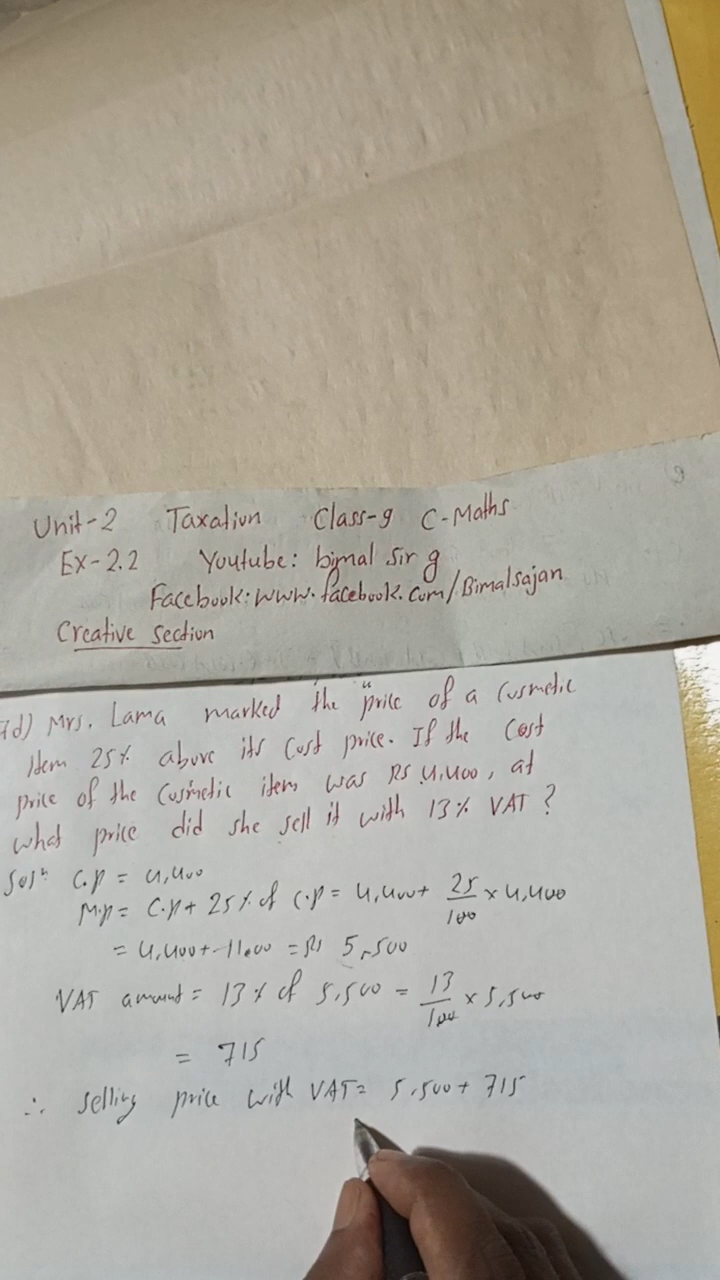 Unit-2 Taxation Class-9 C-Maths
Ex-2.2 Youtube: bimal sir g
Facebook: www.facebook.com/Bimalsajan
Creative section
7d) Mrs. Lama marked the price of a cosmetic
item 25% above its cost price. If the cost
price of the cosmetic item was Rs 4,400, at
what price did she sell it with 13% VAT?
Solⁿ C.P = 4,400
M.P = C.P + 25% of C.P = 4,400 + 25/100 × 4,400
= 4,400 + 1100 = Rs 5,500
VAT amount = 13% of 5,500 = 13/100 × 5,500
= 715
∴ Selling price with VAT = 5,500 + 715